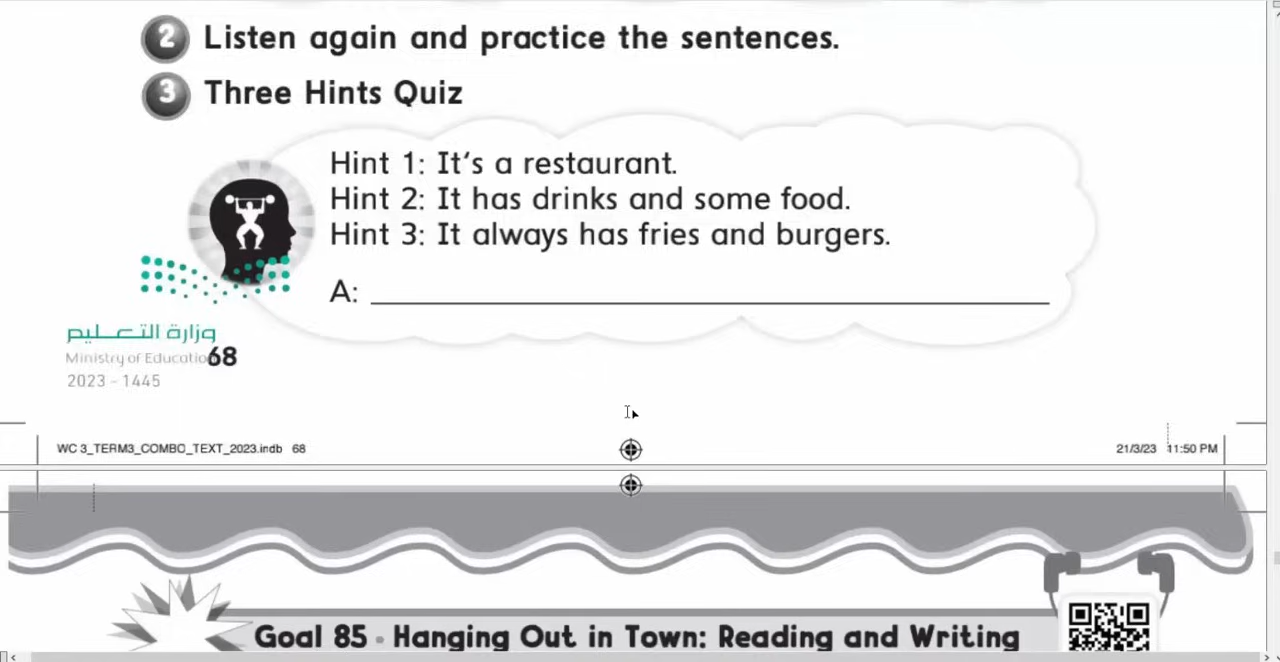 2 Listen again and practice the sentences.
3 Three Hints Quiz
Hint 1: It's a restaurant.
Hint 2: It has drinks and some food.
Hint 3: It always has fries and burgers.
A:
وزارة التعليم
Ministry of Education
68
2023 - 1445
WC 3_TERM3_COMBO_TEXT_2023.indb 68
21/3/23 11:50 PM
Goal 85 • Hanging Out in Town: Reading and Writing